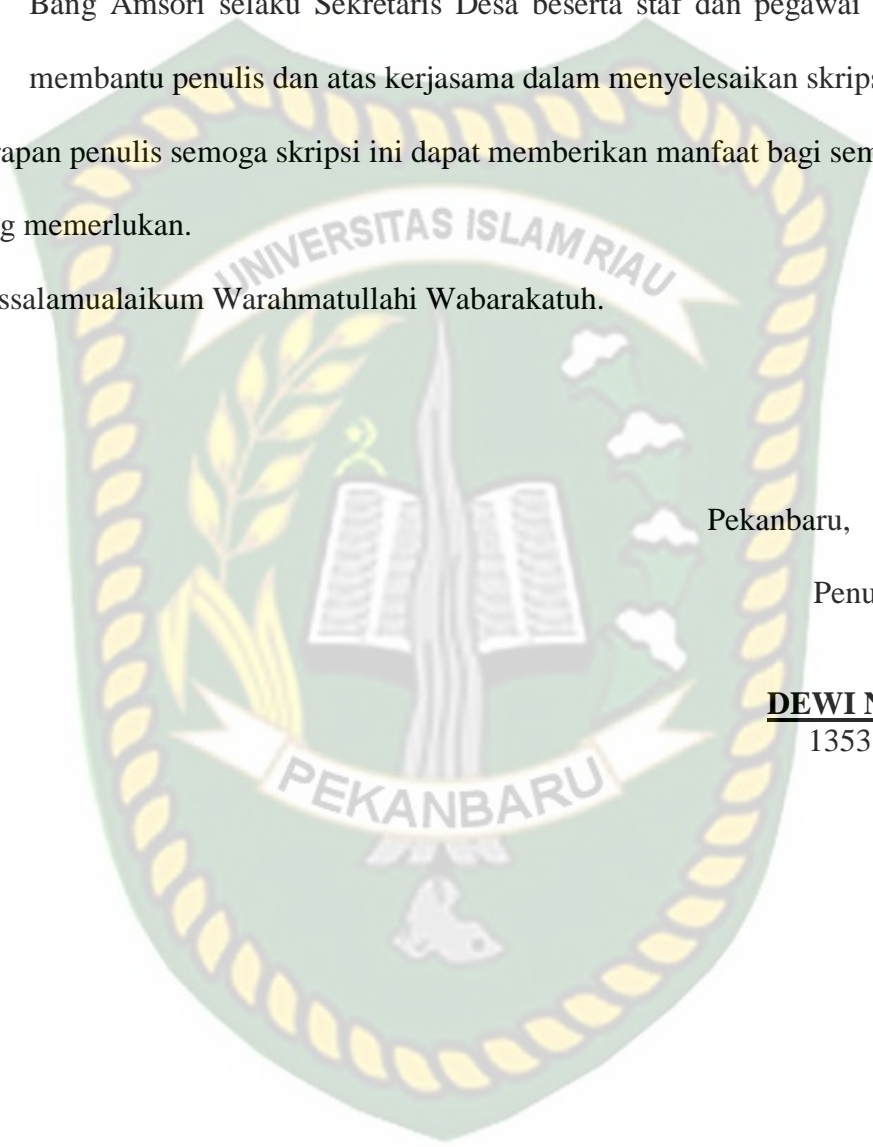 Bang Amsori selaku Sekretaris Desa beserta staf dan pegawai
membantu penulis dan atas kerjasama dalam menyelesaikan skrips
rapan penulis semoga skripsi ini dapat memberikan manfaat bagi sem
g memerlukan.
ssalamualaikum Warahmatullahi Wabarakatuh.
UNIVERSITAS ISLAM RIAU
Pekanbaru,
Penu
DEWI N
1353
PEKANBARU